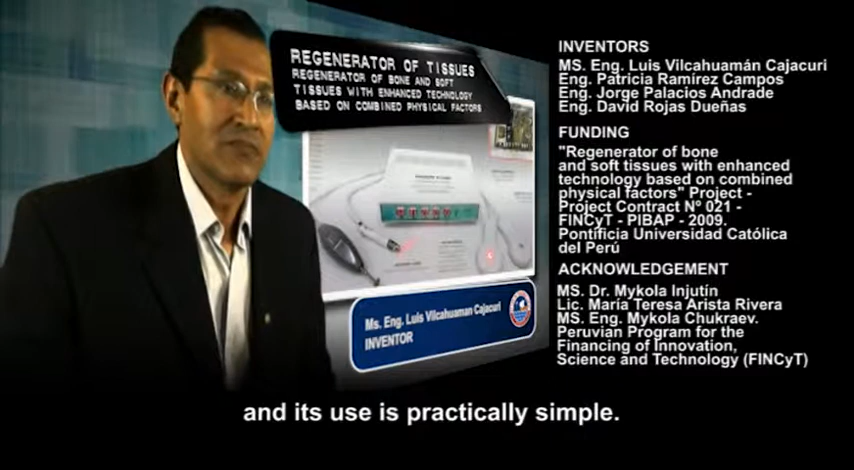 REGENERATOR OF TISSUES
REGENERATOR OF BONE AND SOFT
TISSUES WITH ENHANCED TECHNOLOGY
BASED ON COMBINED PHYSICAL FACTORS
Ms. Eng. Luis Vilcahuaman Cajacuri
INVENTOR
INVENTORS
MS. Eng. Luis Vilcahuamán Cajacuri
Eng. Patricia Ramírez Campos
Eng. Jorge Palacios Andrade
Eng. David Rojas Dueñas
FUNDING
"Regenerator of bone
and soft tissues with enhanced
technology based on combined
physical factors" Project -
Project Contract Nº 021 -
FINCyT - PIBAP - 2009.
Pontificia Universidad Católica
del Perú
ACKNOWLEDGEMENT
MS. Dr. Mykola Injutín
Lic. María Teresa Arista Rivera
MS. Eng. Mykola Chukraev.
Peruvian Program for the
Financing of Innovation,
Science and Technology (FINCyT)
and its use is practically simple.